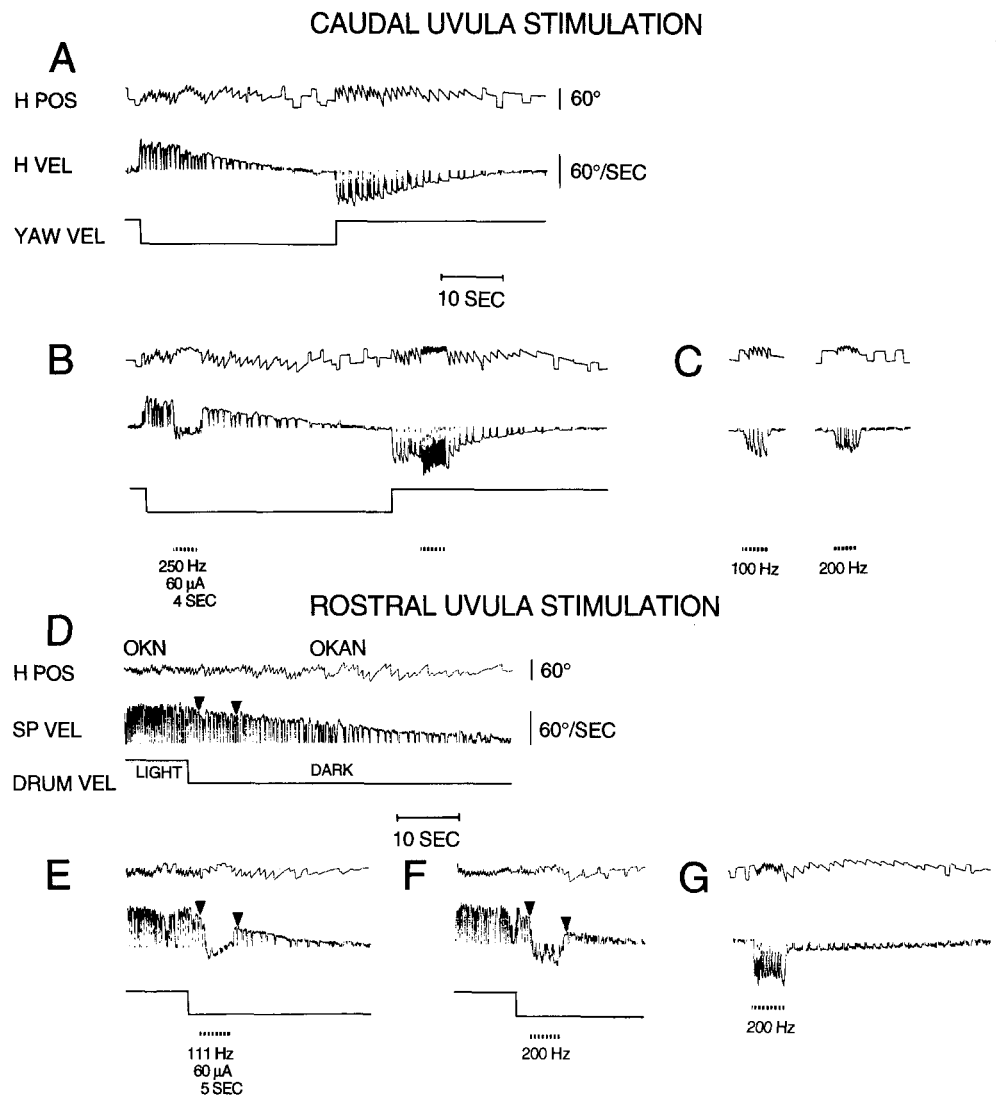 CAUDAL UVULA STIMULATION
A
H POS
60°
H VEL
60°/SEC
YAW VEL
10 SEC
B
C
250 Hz
60 µA
4 SEC
100 Hz
200 Hz
ROSTRAL UVULA STIMULATION
D
OKN
OKAN
H POS
60°
SP VEL
60°/SEC
LIGHT
DARK
DRUM VEL
10 SEC
E
F
G
111 Hz
60 µA
5 SEC
200 Hz
200 Hz